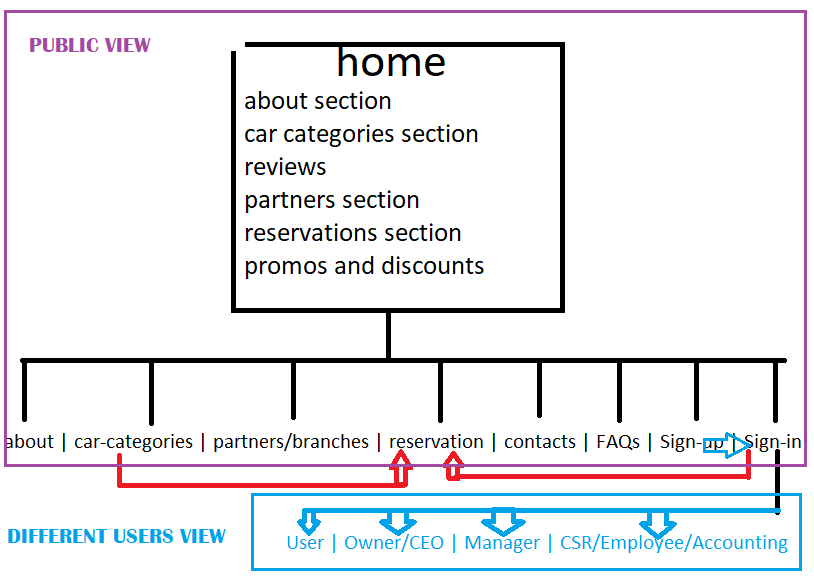 PUBLIC VIEW
home
about section
car categories section
reviews
partners section
reservations section
promos and discounts
about | car-categories | partners/branches | reservation | contacts | FAQs | Sign-up | Sign-in
DIFFERENT USERS VIEW
User | Owner/CEO | Manager | CSR/Employee/Accounting